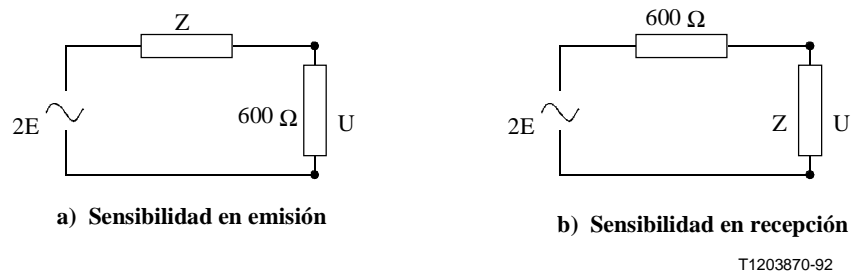 Z
2E
600 Ω
U
a) Sensibilidad en emisión
600 Ω
2E
Z
U
b) Sensibilidad en recepción
T1203870-92